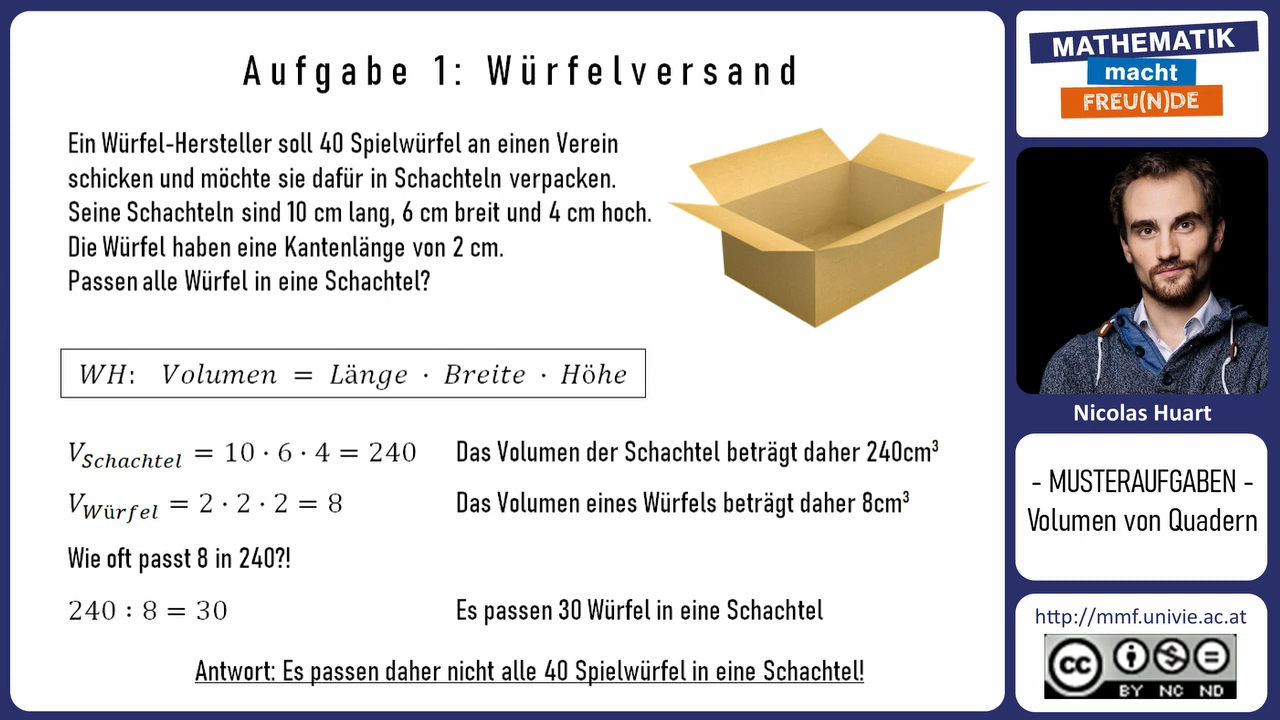 Aufgabe 1: Würfelversand
Ein Würfel-Hersteller soll 40 Spielwürfel an einen Verein
schicken und möchte sie dafür in Schachteln verpacken.
Seine Schachteln sind 10 cm lang, 6 cm breit und 4 cm hoch.
Die Würfel haben eine Kantenlänge von 2 cm.
Passen alle Würfel in eine Schachtel?
WH: Volumen = Länge · Breite · Höhe
V_Schachtel = 10 · 6 · 4 = 240 Das Volumen der Schachtel beträgt daher 240cm³
V_Würfel = 2 · 2 · 2 = 8 Das Volumen eines Würfels beträgt daher 8cm³
Wie oft passt 8 in 240?!
240 : 8 = 30 Es passen 30 Würfel in eine Schachtel
Antwort: Es passen daher nicht alle 40 Spielwürfel in eine Schachtel!
MATHEMATIK
macht
FREU(N)DE
Nicolas Huart
- MUSTERAUFGABEN -
Volumen von Quadern
http://mmf.univie.ac.at
cc
BY NC ND